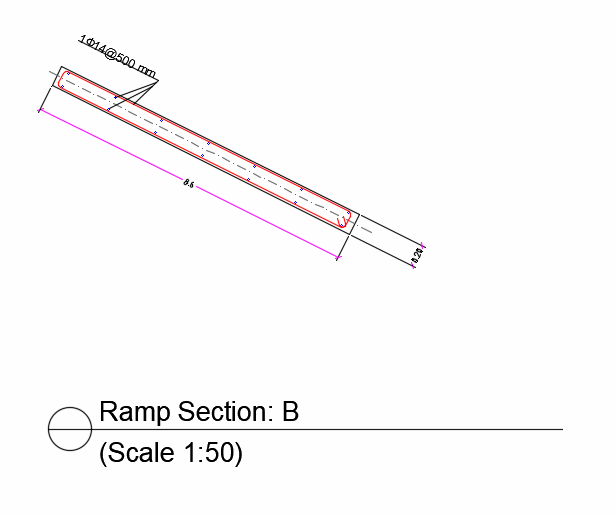 1Φ14@500 mm
8.6
0.20
Ramp Section: B
(Scale 1:50)